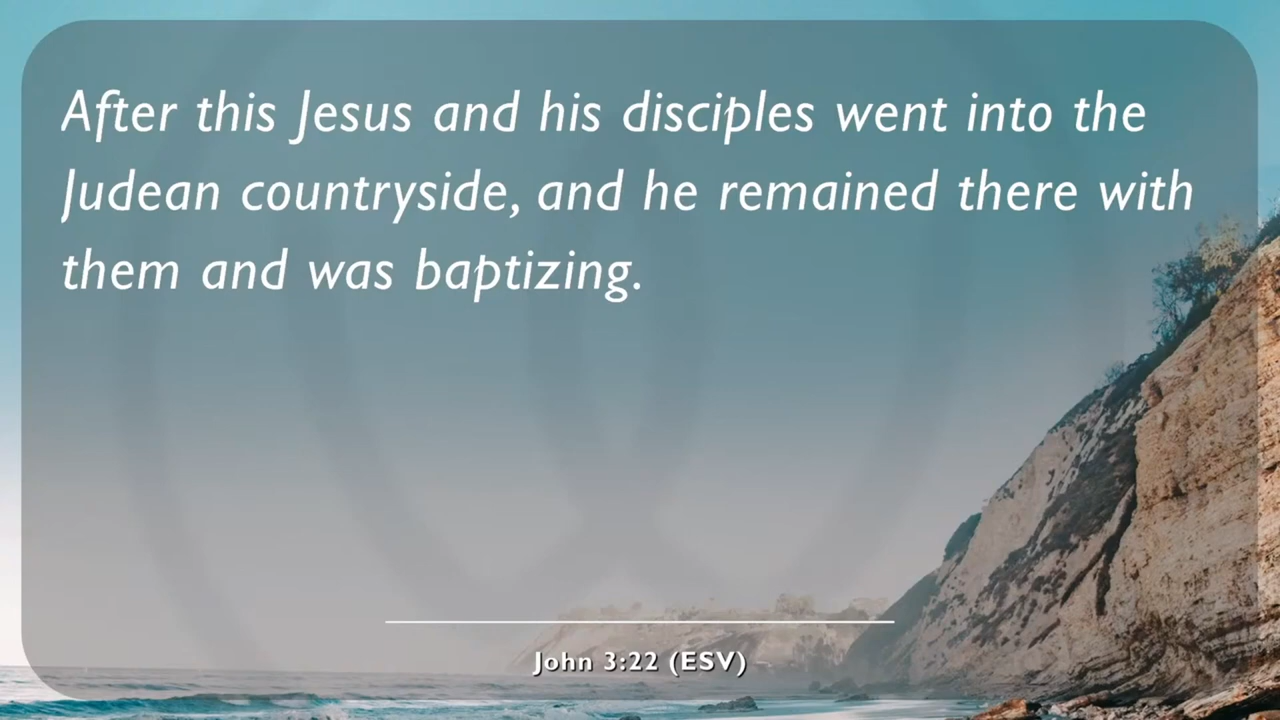 After this Jesus and his disciples went into the
Judean countryside, and he remained there with
them and was baptizing.
John 3:22 (ESV)